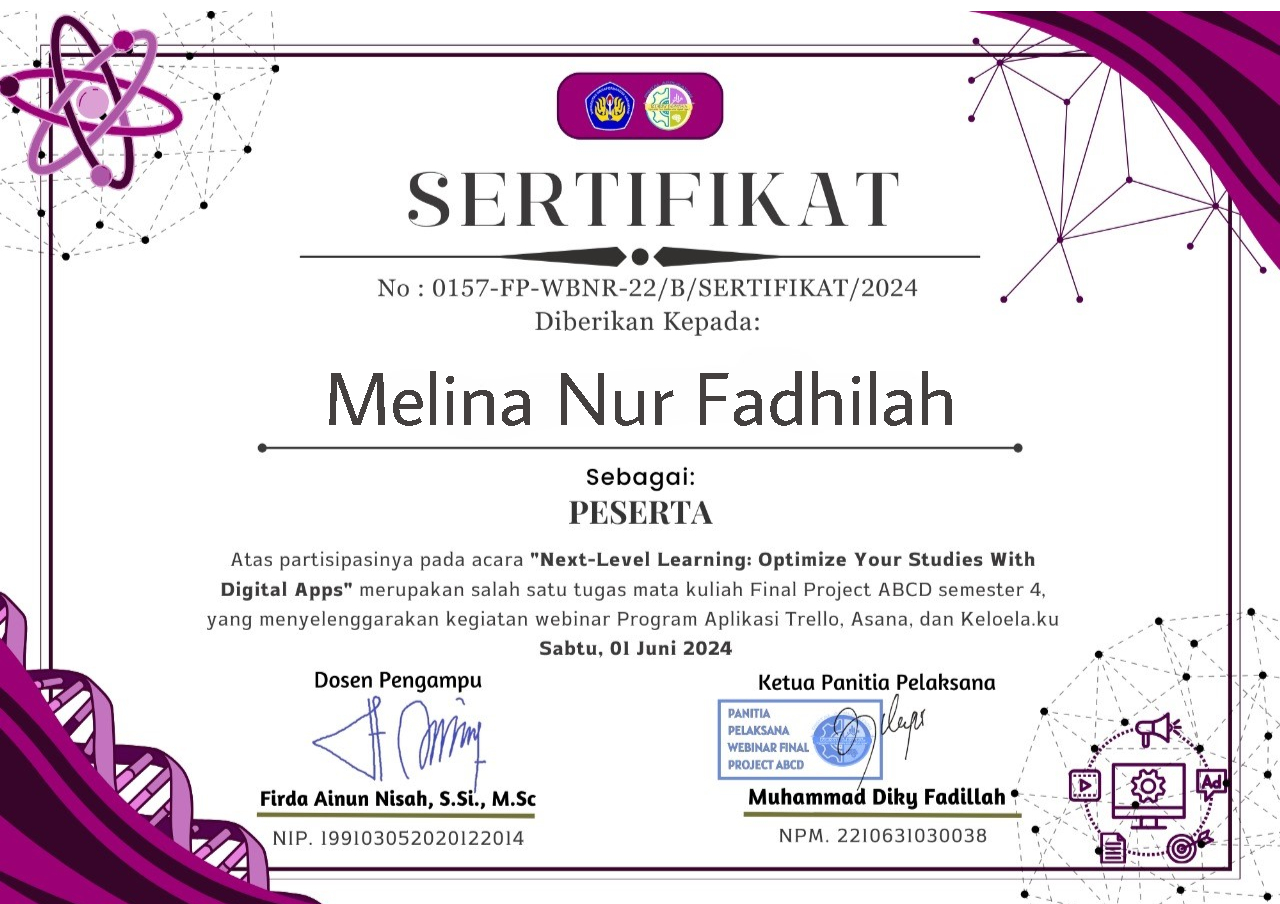 SERTIFIKAT
No : 0157-FP-WBNR-22/B/SERTIFIKAT/2024
Diberikan Kepada:
Melina Nur Fadhilah
Sebagai:
PESERTA
Atas partisipasinya pada acara "Next-Level Learning: Optimize Your Studies With
Digital Apps" merupakan salah satu tugas mata kuliah Final Project ABCD semester 4,
yang menyelenggarakan kegiatan webinar Program Aplikasi Trello, Asana, dan Keloela.ku
Sabtu, 01 Juni 2024
Dosen Pengampu
Firda Ainun Nisah, S.Si., M.Sc
NIP. 199103052020122014
Ketua Panitia Pelaksana
PANITIA
PELAKSANA
WEBINAR FINAL
PROJECT ABCD
Muhammad Diky Fadillah
NPM. 2210631030038
Ad